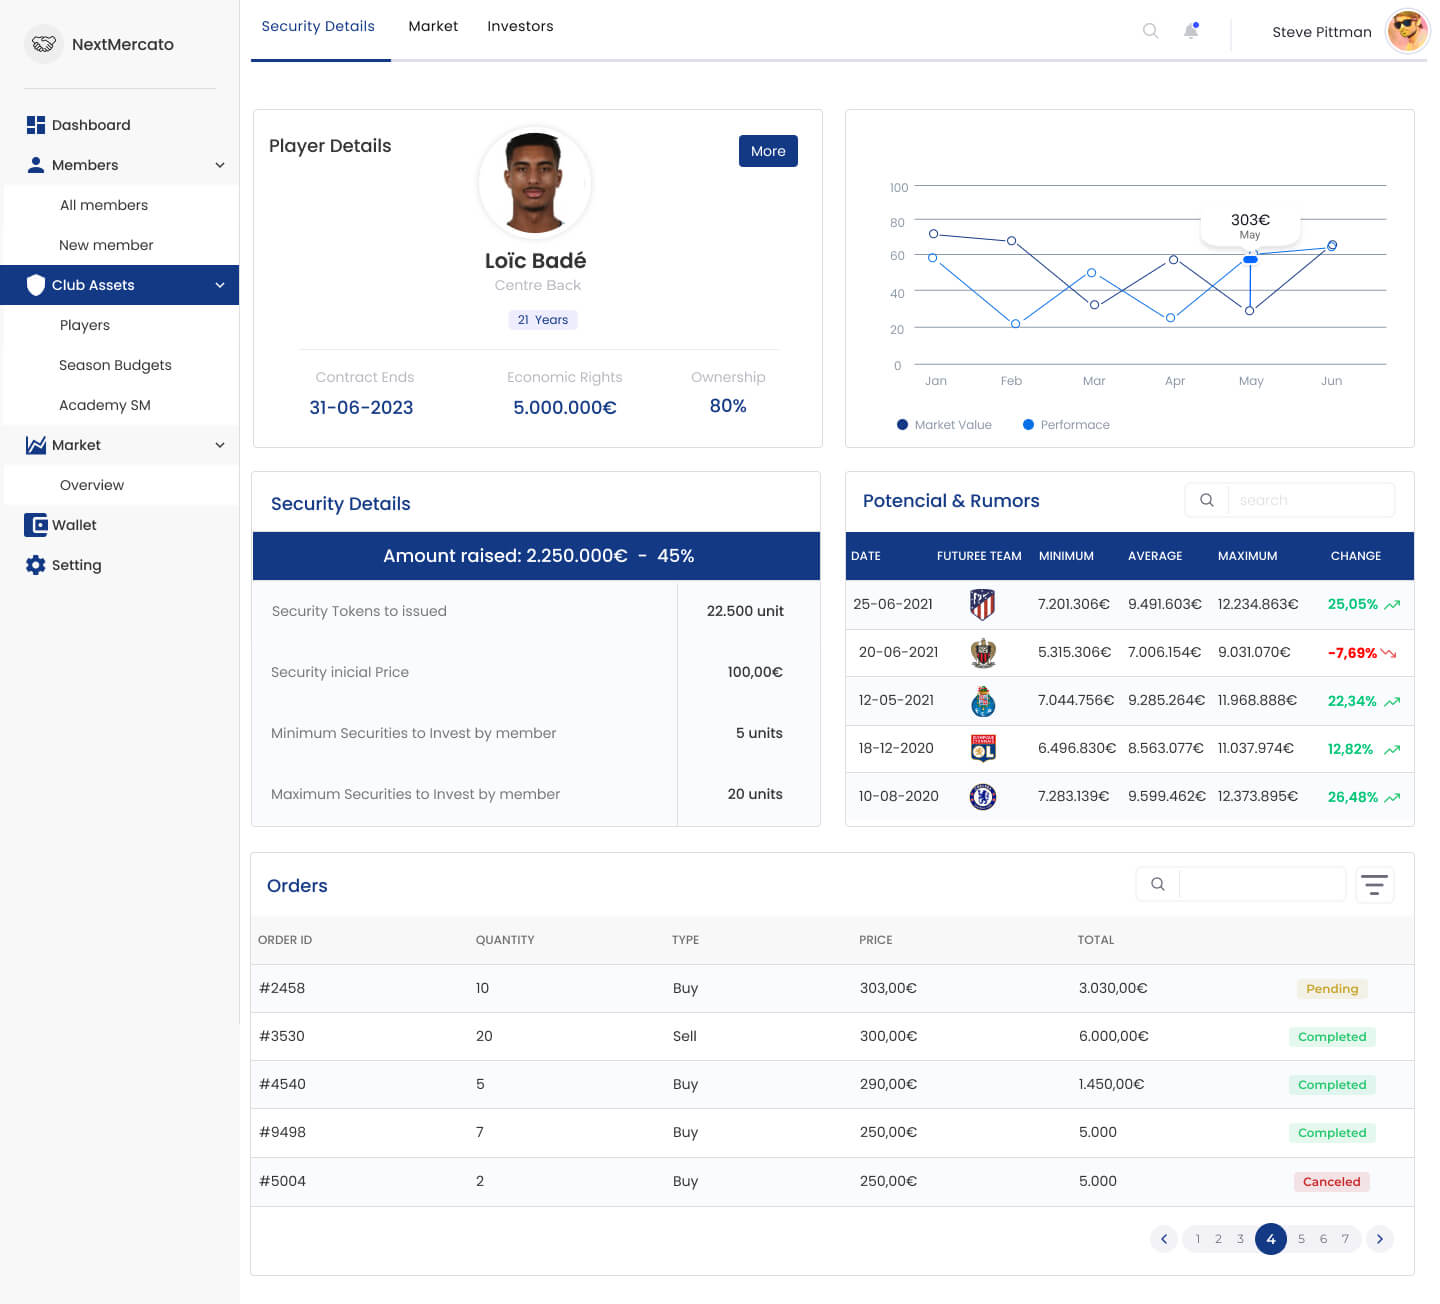 NextMercato
Dashboard
Members
All members
New member
Club Assets
Players
Season Budgets
Academy SM
Market
Overview
Wallet
Setting
Security Details Market Investors
Steve Pittman
Player Details
More
Loïc Badé
Centre Back
21 Years
Contract Ends Economic Rights Ownership
31-06-2023 5.000.000€ 80%
100
80
60
40
20
0
303€
May
Jan Feb Mar Apr May Jun
Market Value Performace
Security Details
Amount raised: 2.250.000€ - 45%
Security Tokens to issued 22.500 unit
Security inicial Price 100,00€
Minimum Securities to Invest by member 5 units
Maximum Securities to Invest by member 20 units
Potencial & Rumors
search
DATE FUTUREE TEAM MINIMUM AVERAGE MAXIMUM CHANGE
25-06-2021 7.201.306€ 9.491.603€ 12.234.863€ 25,05%
20-06-2021 5.315.306€ 7.006.154€ 9.031.070€ -7,69%
12-05-2021 7.044.756€ 9.285.264€ 11.968.888€ 22,34%
18-12-2020 OL 6.496.830€ 8.563.077€ 11.037.974€ 12,82%
10-08-2020 7.283.139€ 9.599.462€ 12.373.895€ 26,48%
Orders
ORDER ID QUANTITY TYPE PRICE TOTAL
#2458 10 Buy 303,00€ 3.030,00€ Pending
#3530 20 Sell 300,00€ 6.000,00€ Completed
#4540 5 Buy 290,00€ 1.450,00€ Completed
#9498 7 Buy 250,00€ 5.000 Completed
#5004 2 Buy 250,00€ 5.000 Canceled
1 2 3 4 5 6 7